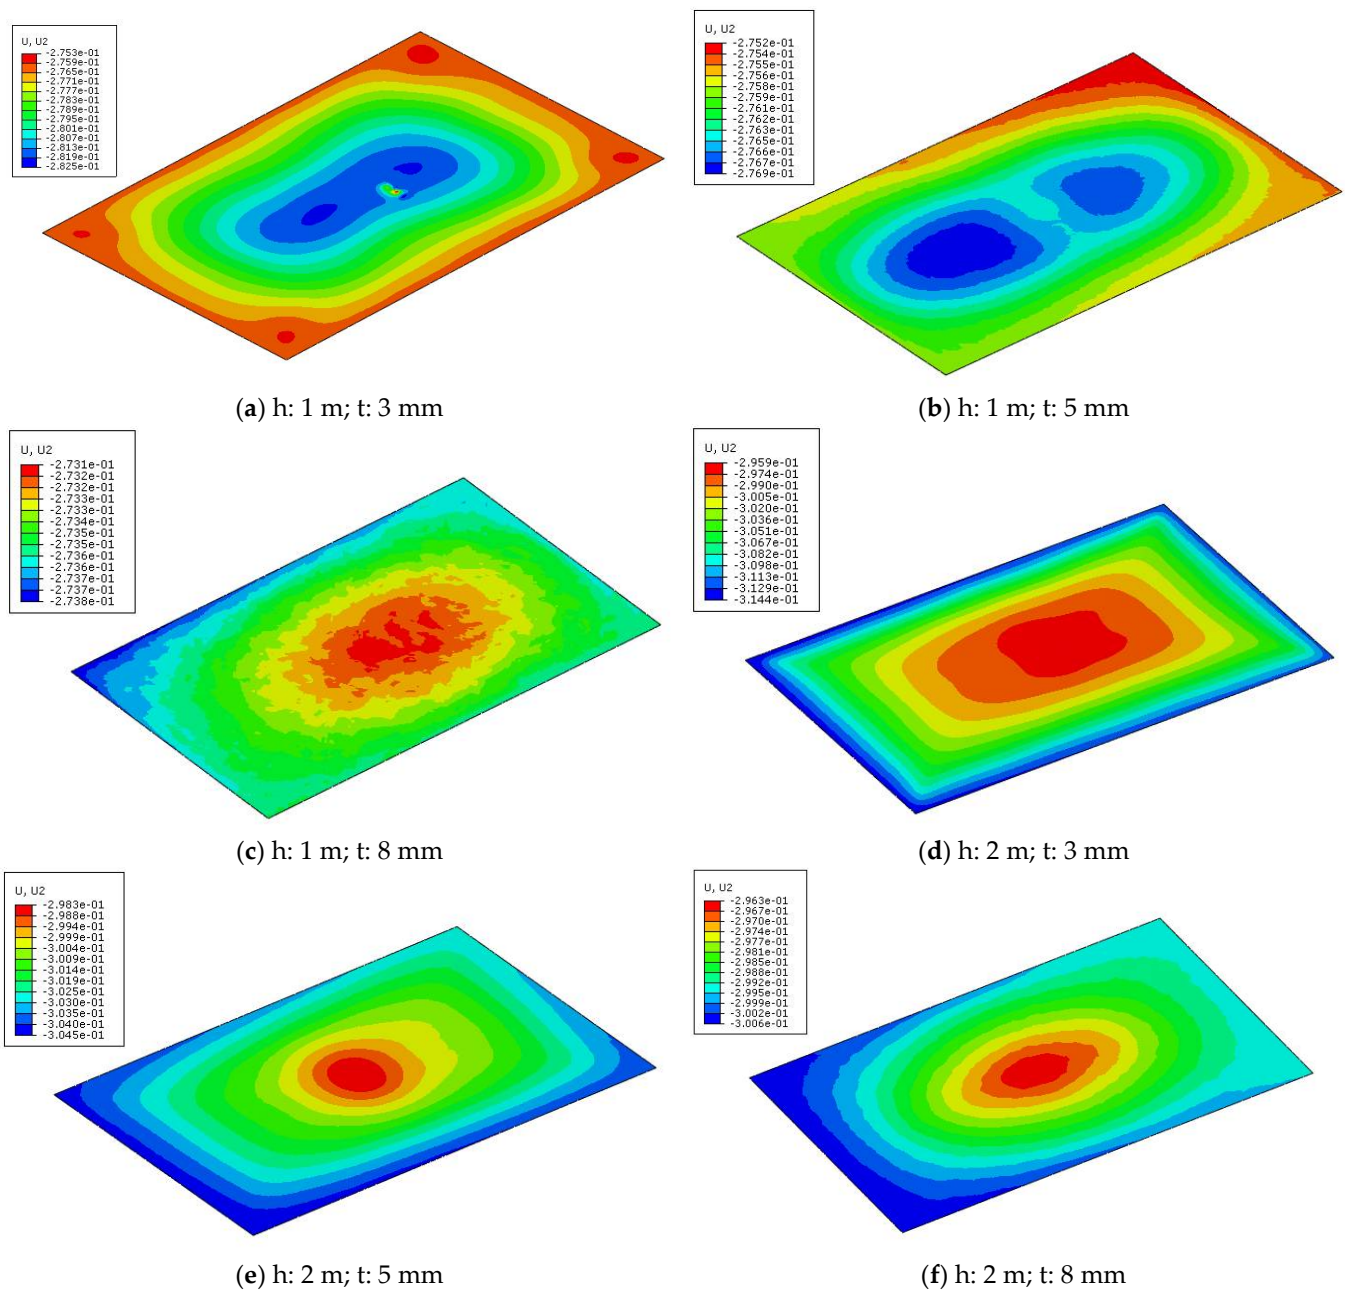 U, U2
-2.753e-01
-2.759e-01
-2.765e-01
-2.771e-01
-2.777e-01
-2.783e-01
-2.789e-01
-2.795e-01
-2.801e-01
-2.807e-01
-2.813e-01
-2.819e-01
-2.825e-01
U, U2
-2.752e-01
-2.754e-01
-2.755e-01
-2.756e-01
-2.758e-01
-2.759e-01
-2.761e-01
-2.762e-01
-2.763e-01
-2.765e-01
-2.766e-01
-2.767e-01
-2.769e-01
(a) h: 1 m; t: 3 mm
(b) h: 1 m; t: 5 mm
U, U2
-2.731e-01
-2.732e-01
-2.732e-01
-2.733e-01
-2.733e-01
-2.734e-01
-2.735e-01
-2.735e-01
-2.736e-01
-2.736e-01
-2.737e-01
-2.737e-01
-2.738e-01
U, U2
-2.959e-01
-2.974e-01
-2.990e-01
-3.005e-01
-3.020e-01
-3.036e-01
-3.051e-01
-3.067e-01
-3.082e-01
-3.098e-01
-3.113e-01
-3.129e-01
-3.144e-01
(c) h: 1 m; t: 8 mm
(d) h: 2 m; t: 3 mm
U, U2
-2.983e-01
-2.988e-01
-2.994e-01
-2.999e-01
-3.004e-01
-3.009e-01
-3.014e-01
-3.019e-01
-3.025e-01
-3.030e-01
-3.035e-01
-3.040e-01
-3.045e-01
U, U2
-2.963e-01
-2.967e-01
-2.970e-01
-2.974e-01
-2.977e-01
-2.981e-01
-2.985e-01
-2.988e-01
-2.992e-01
-2.995e-01
-2.999e-01
-3.002e-01
-3.006e-01
(e) h: 2 m; t: 5 mm
(f) h: 2 m; t: 8 mm